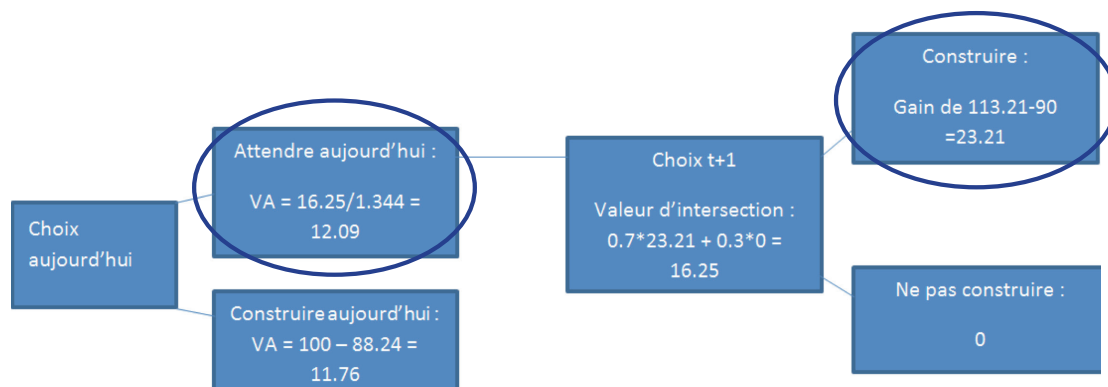 Choix
aujourd'hui
Attendre aujourd'hui :
VA = 16.25/1.344 =
12.09
Construire aujourd'hui :
VA = 100 – 88.24 =
11.76
Choix t+1
Valeur d'intersection :
0.7*23.21 + 0.3*0 =
16.25
Construire :
Gain de 113.21-90
=23.21
Ne pas construire :
0